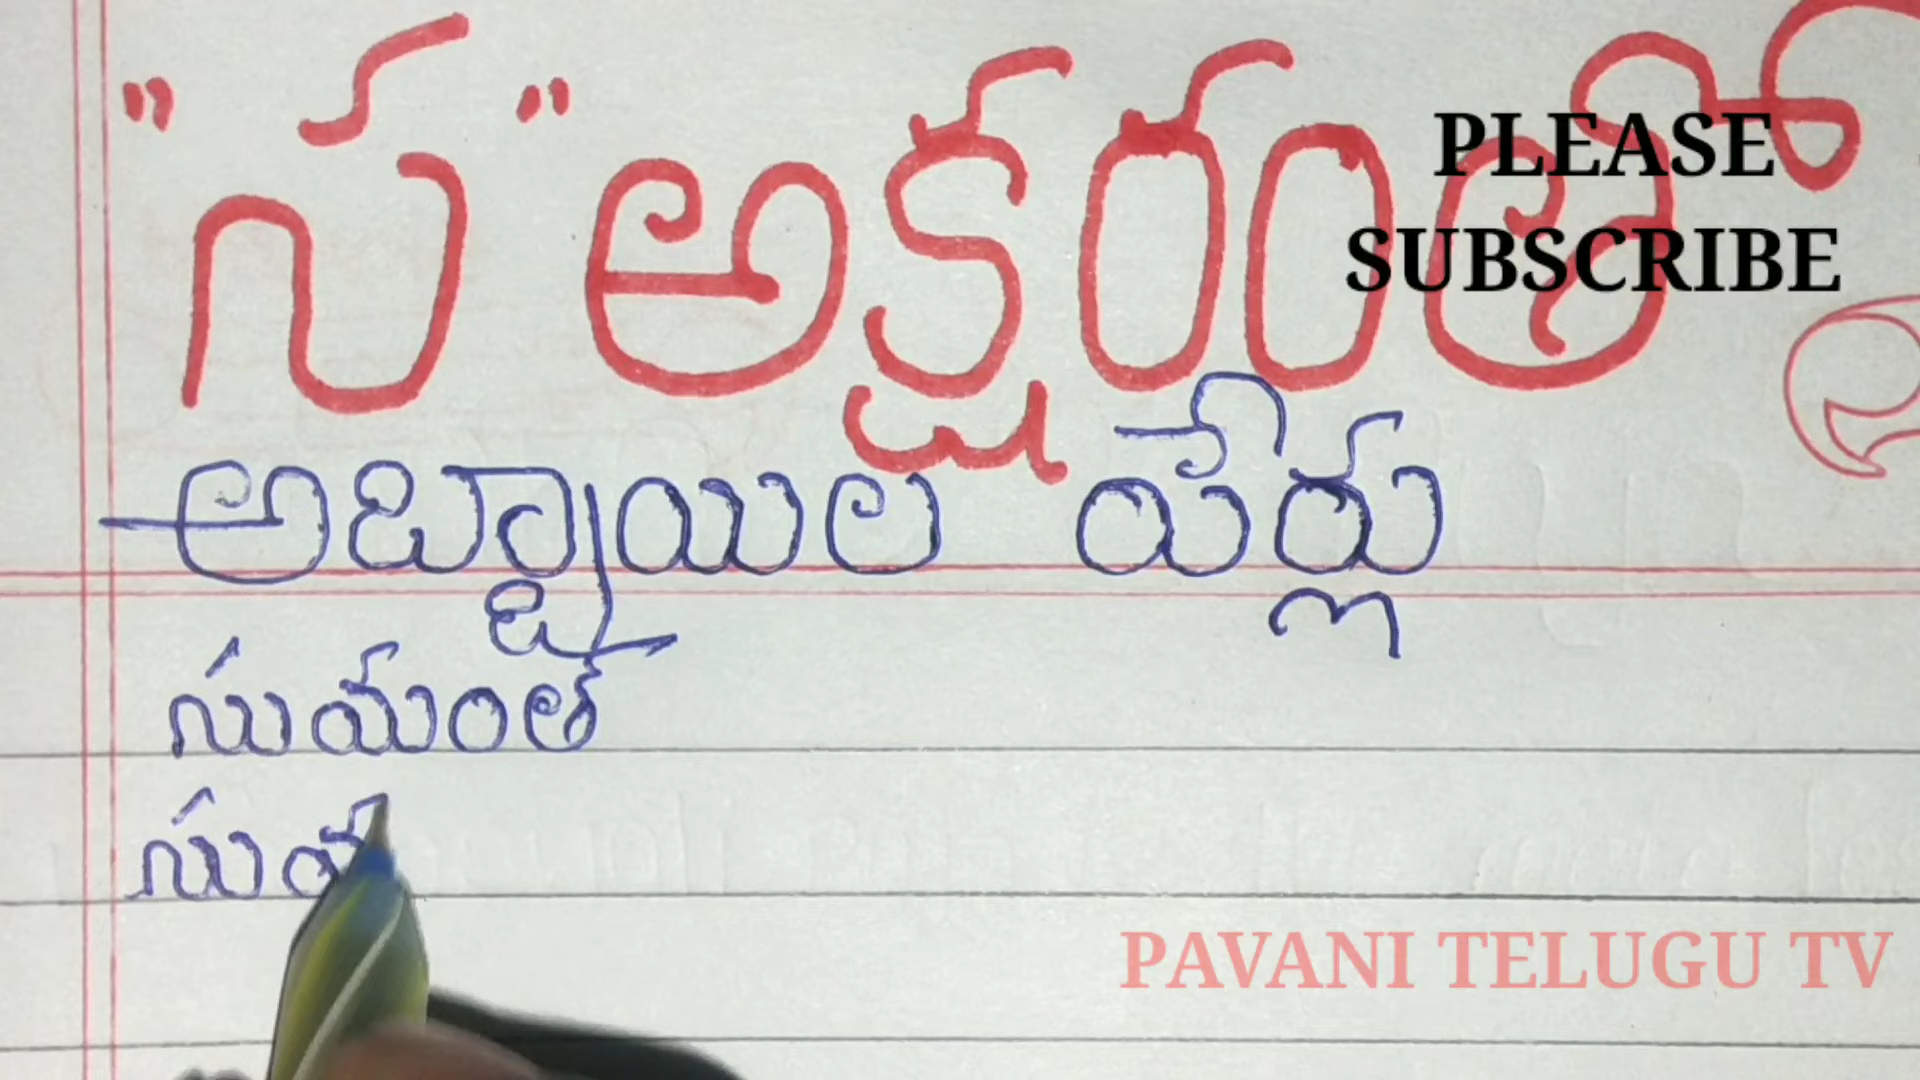 "స" అక్షరంతో
PLEASE
SUBSCRIBE
అబ్బాయిల పేర్లు
సుమంత్
PAVANI TELUGU TV